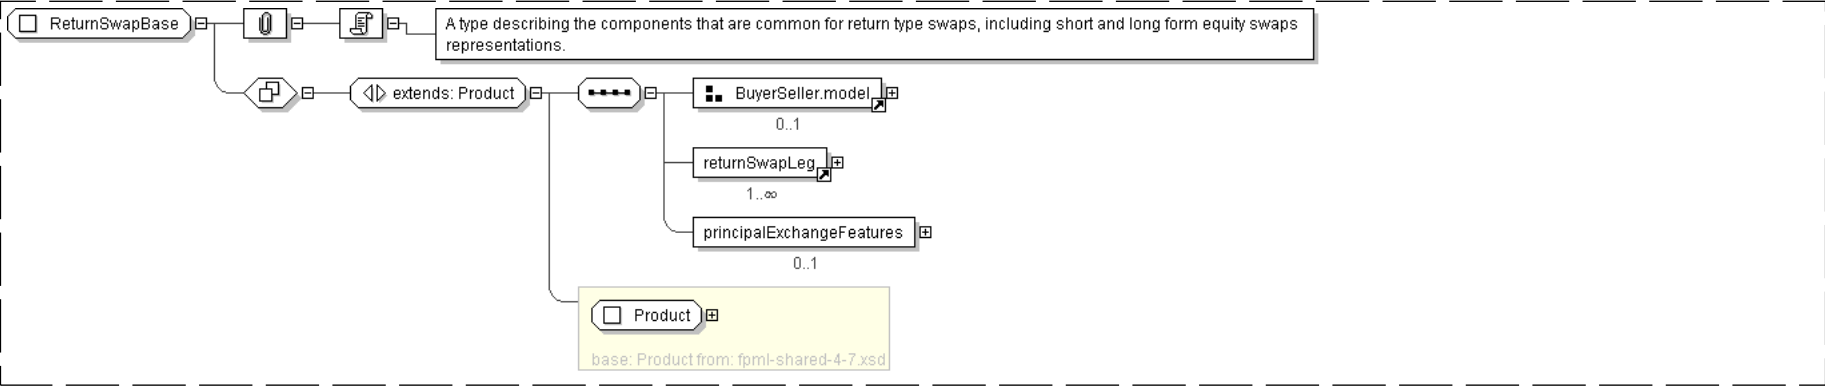 ReturnSwapBase
A type describing the components that are common for return type swaps, including short and long form equity swaps
representations.
extends: Product
BuyerSeller.model
0..1
returnSwapLeg
1..∞
principalExchangeFeatures
0..1
Product
base: Product from: fpml-shared-4-7.xsd